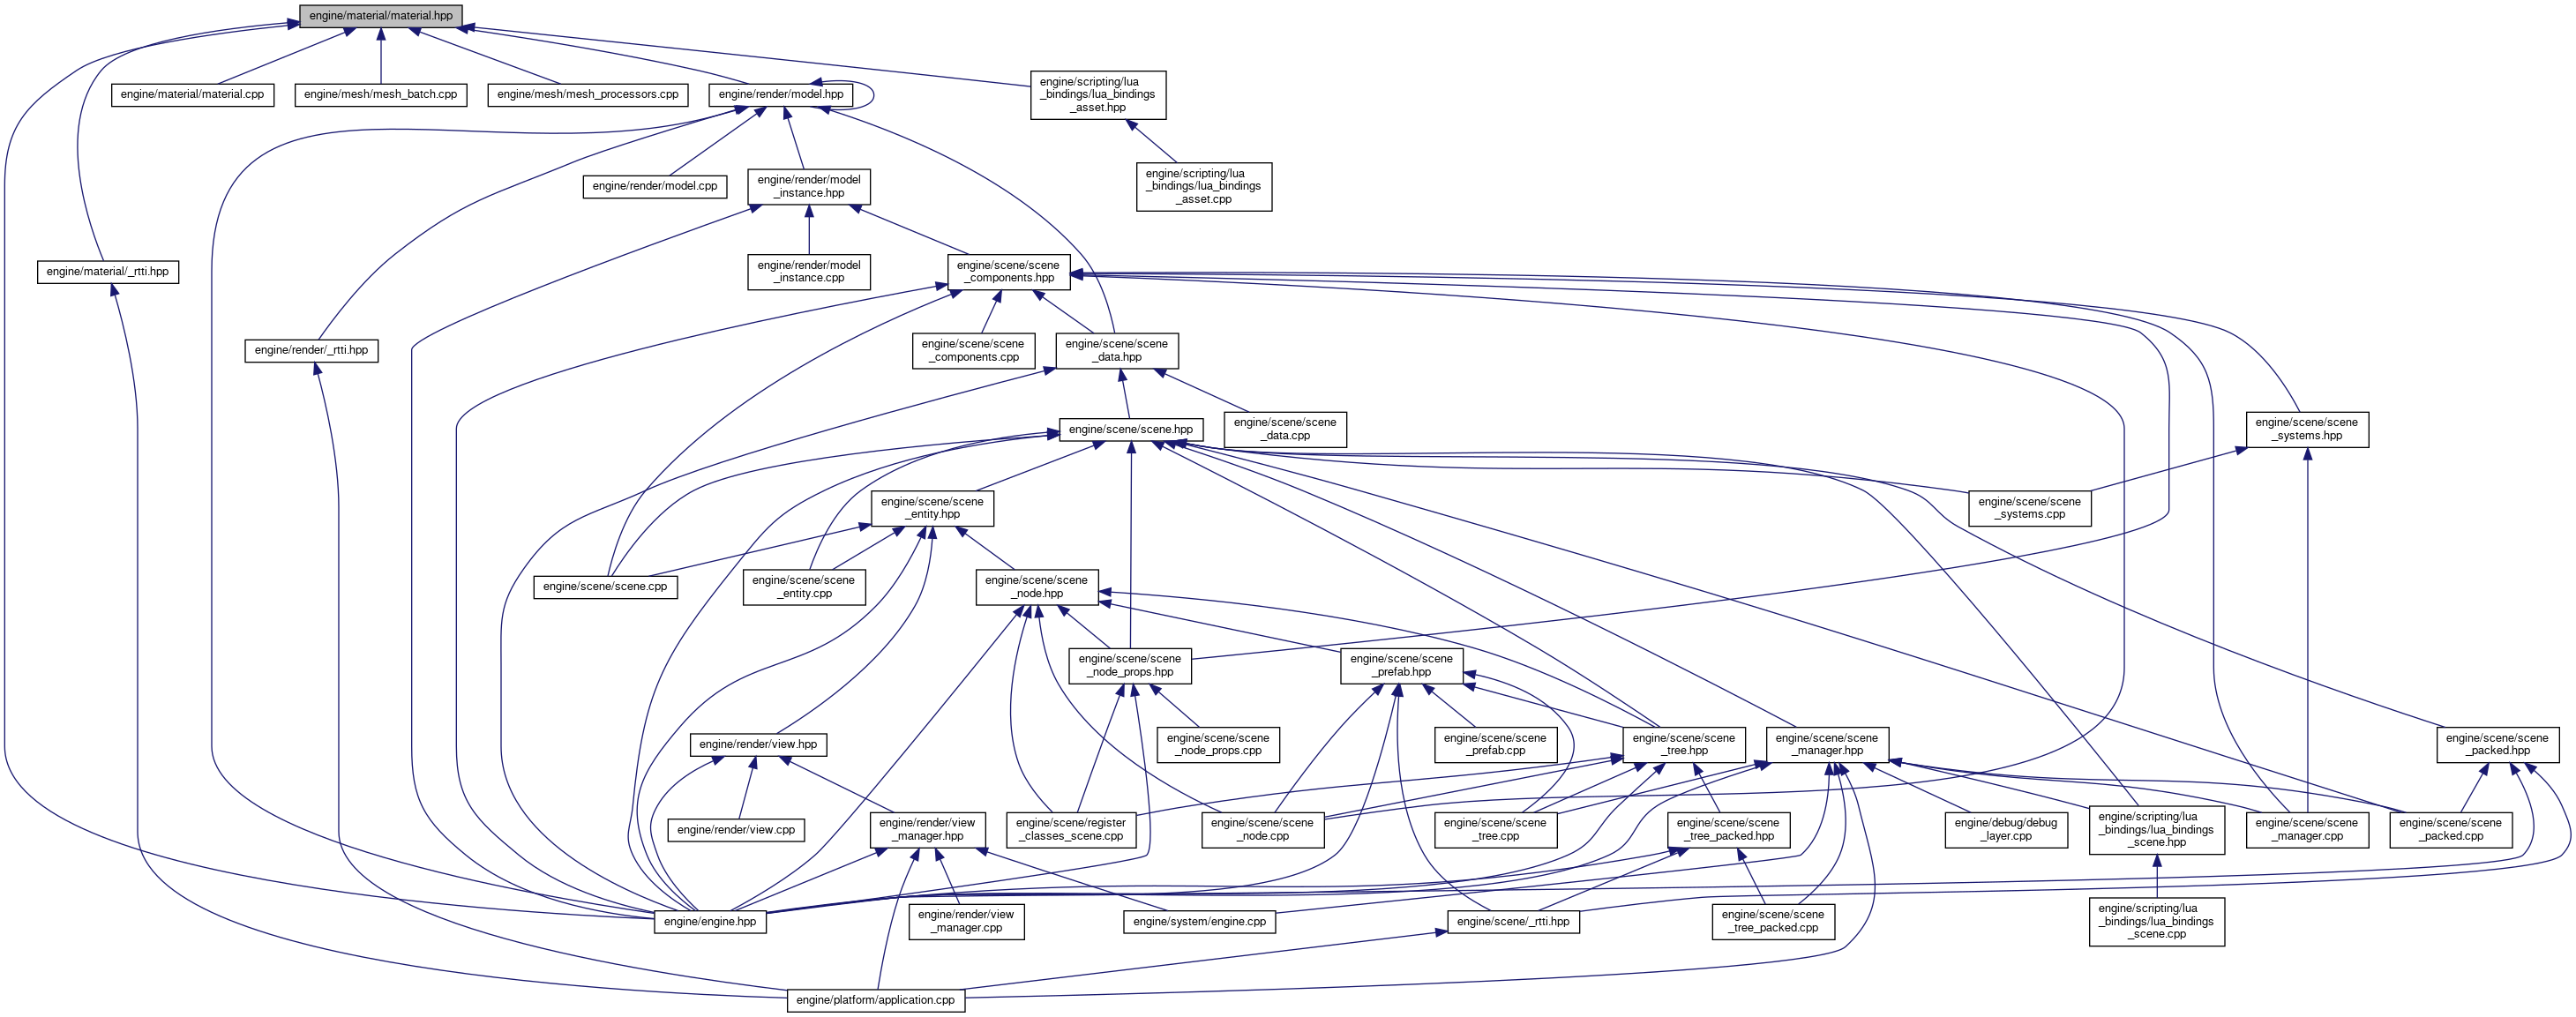 engine/material/material.hpp
engine/material/material.cpp
engine/mesh/mesh_batch.cpp
engine/mesh/mesh_processors.cpp
engine/render/model.hpp
engine/scripting/lua
_bindings/lua_bindings
_asset.hpp
engine/render/model.cpp
engine/render/model
_instance.hpp
engine/scripting/lua
_bindings/lua_bindings
_asset.cpp
engine/material/_rtti.hpp
engine/render/model
_instance.cpp
engine/scene/scene
_components.hpp
engine/render/_rtti.hpp
engine/scene/scene
_components.cpp
engine/scene/scene
_data.hpp
engine/scene/scene.hpp
engine/scene/scene
_data.cpp
engine/scene/scene
_systems.hpp
engine/scene/scene
_entity.hpp
engine/scene/scene
_systems.cpp
engine/scene/scene.cpp
engine/scene/scene
_entity.cpp
engine/scene/scene
_node.hpp
engine/scene/scene
_node_props.hpp
engine/scene/scene
_prefab.hpp
engine/render/view.hpp
engine/scene/scene
_node_props.cpp
engine/scene/scene
_prefab.cpp
engine/scene/scene
_tree.hpp
engine/scene/scene
_manager.hpp
engine/scene/scene
_packed.hpp
engine/render/view.cpp
engine/render/view
_manager.hpp
engine/scene/register
_classes_scene.cpp
engine/scene/scene
_node.cpp
engine/scene/scene
_tree.cpp
engine/scene/scene
_tree_packed.hpp
engine/debug/debug
_layer.cpp
engine/scripting/lua
_bindings/lua_bindings
_scene.hpp
engine/scene/scene
_manager.cpp
engine/scene/scene
_packed.cpp
engine/engine.hpp
engine/render/view
_manager.cpp
engine/system/engine.cpp
engine/scene/_rtti.hpp
engine/scene/scene
_tree_packed.cpp
engine/scripting/lua
_bindings/lua_bindings
_scene.cpp
engine/platform/application.cpp